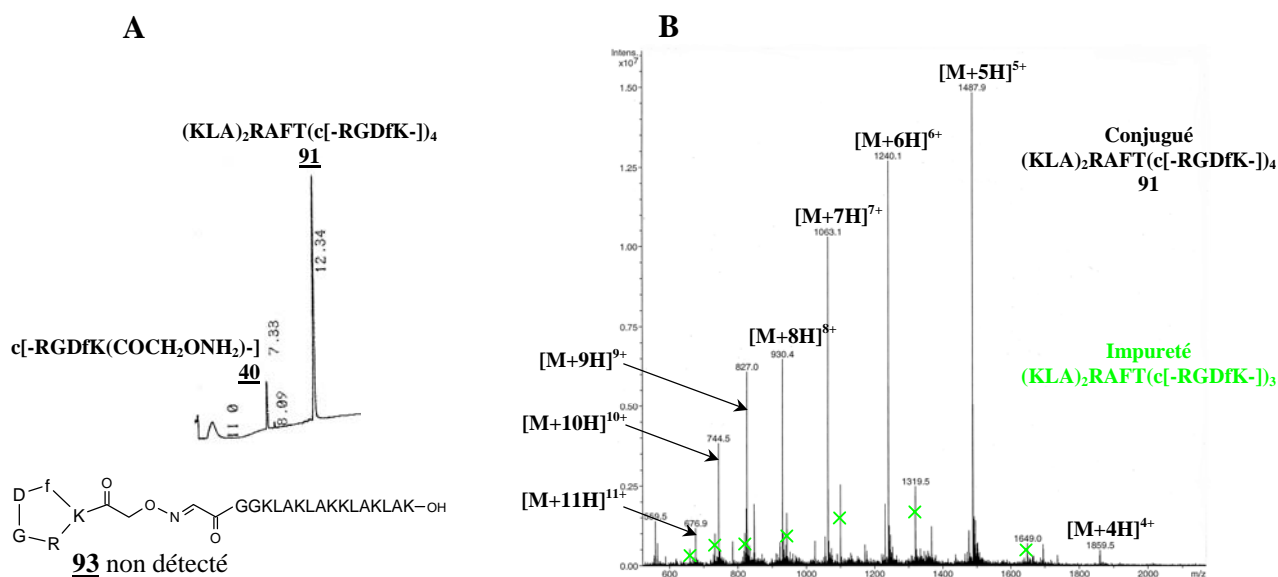 A
(KLA)₂RAFT(c[-RGDfK-])₄
91
12.34
c[-RGDfK(COCH₂ONH₂)-]
40
7.33
8.09
11 0
D f K G R
O O N O GGKLAKLAKKLAKLAK-OH
93 non détecté
B
Intens.
x10⁷
1.50
1.25
1.00
0.75
0.50
0.25
0.00
600 800 1000 1200 1400 1600 1800 2000 m/z
[M+5H]⁵⁺
1487.9
[M+6H]⁶⁺
1240.1
[M+7H]⁷⁺
1063.1
[M+8H]⁸⁺
930.4
[M+9H]⁹⁺
827.0
[M+10H]¹⁰⁺
744.5
[M+11H]¹¹⁺
676.9
1319.5
1649.0
[M+4H]⁴⁺
1859.5
Conjugué
(KLA)₂RAFT(c[-RGDfK-])₄
91
Impureté
(KLA)₂RAFT(c[-RGDfK-])₃